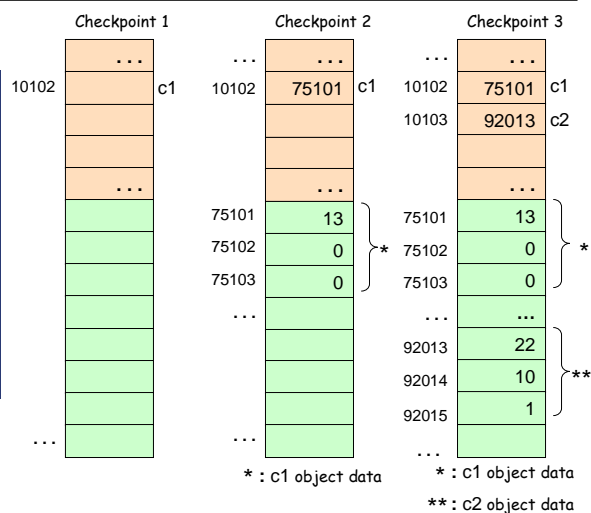 Checkpoint 1 Checkpoint 2 Checkpoint 3
... ... ... ... ...
10102 c1 10102 75101 c1 10102 75101 c1
10103 92013 c2
... ... ...
75101 13 75101 13
75102 0 * 75102 0 *
75103 0 75103 0
... ... ...
92013 22
92014 10 **
92015 1
... ... ...
* : c1 object data * : c1 object data
** : c2 object data